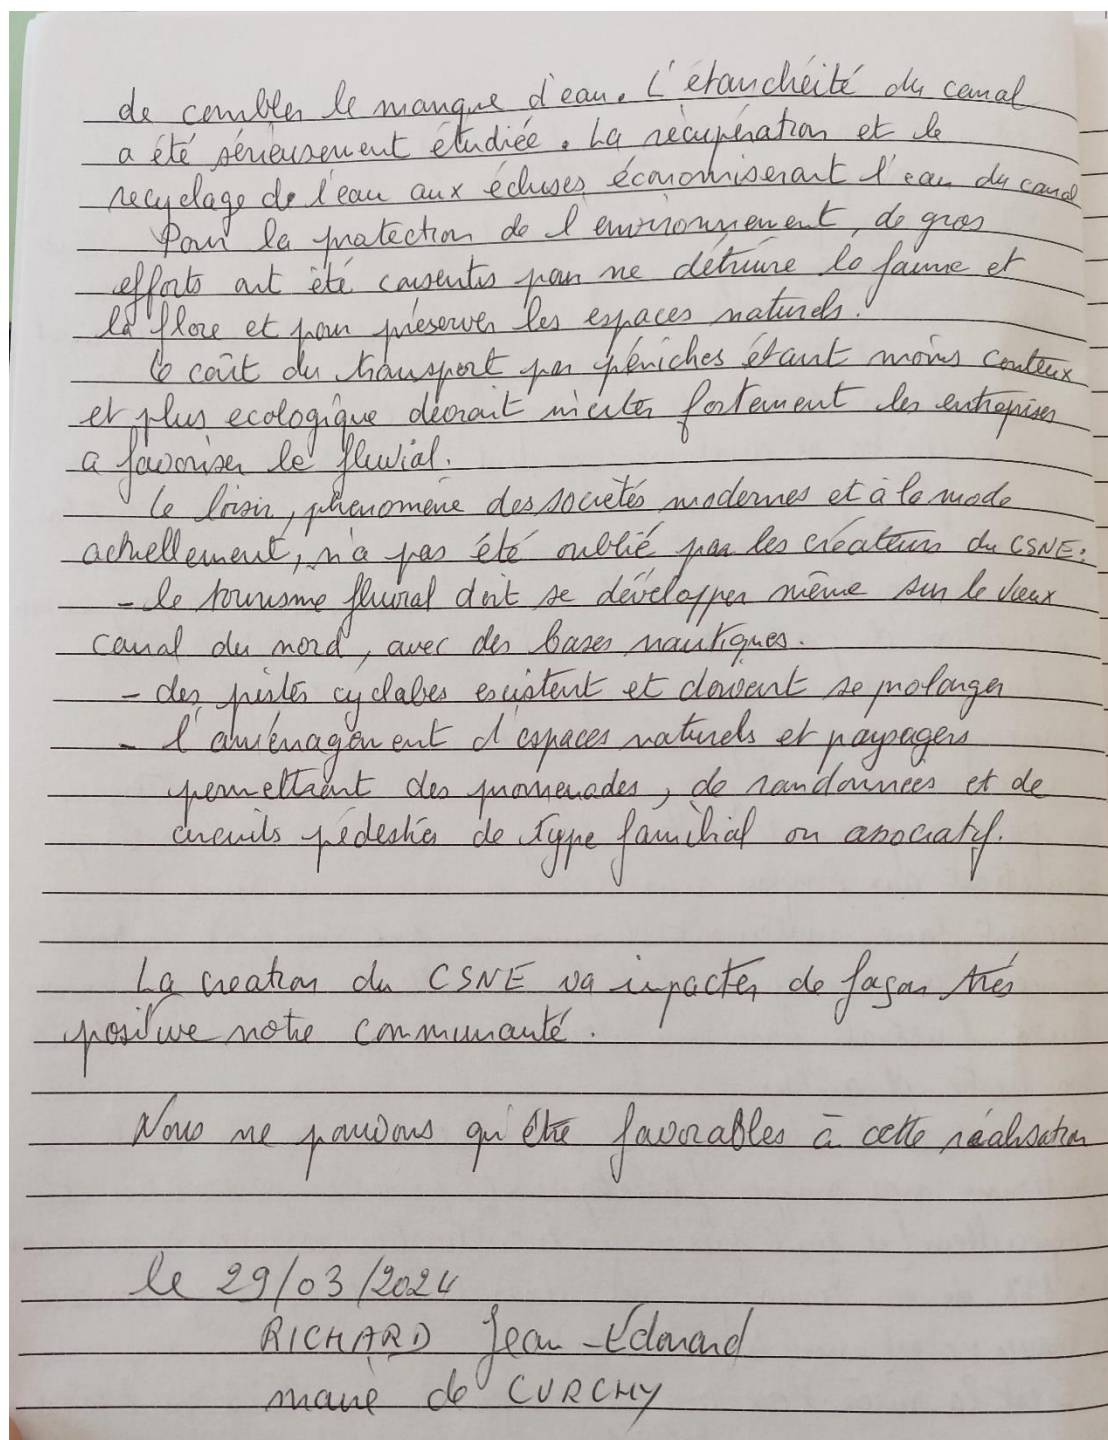 de combler le manque d'eau. L'étanchéité du canal
a été sérieusement étudiée. La récupération et le
recyclage de l'eau aux écluses économiseront l'eau du canal
Pour la protection de l'environnement, de gros
efforts ont été consentis pour ne détruire la faune et
la flore et pour préserver les espaces naturels.
Le coût du transport par péniches étant moins couteux
et plus ecologique devrait inciter fortement les entreprises
a favoriser le fluvial.
Le loisir, phenomène des sociétés modernes et à la mode
actuellement, n'a pas été oublié par les créateurs du CSNE:
- le tourisme fluvial doit se développer même sur le vieux
canal du nord, avec des bases nautiques.
- des pistes cyclabes existent et doivent se prolonger
- l'aménagement d'espaces naturels et paysagers
permettront des promenades, de randonnées et de
circuits pédestres de type familial ou associatif.
La creation du CSNE va impacter de façon très
positive notre communauté.
Nous ne pouvons qu'être favorables à cette réalisation
le 29/03/2024
RICHARD Jean-Edouard
maire de CURCHY